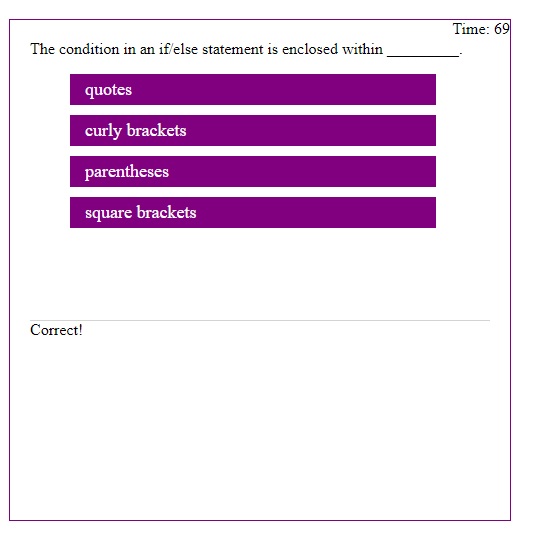 Time: 69
The condition in an if/else statement is enclosed within _________.
quotes
curly brackets
parentheses
square brackets
Correct!